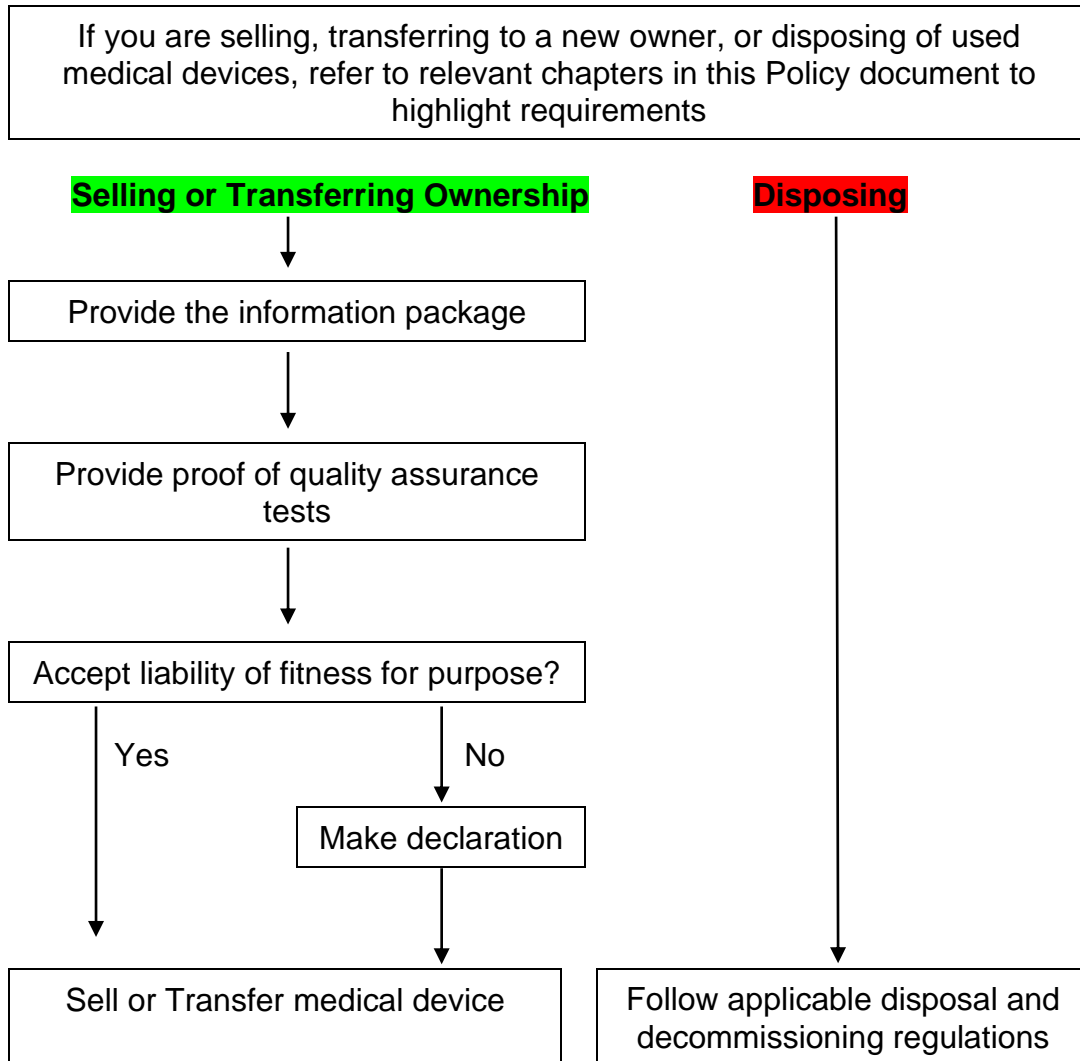 If you are selling, transferring to a new owner, or disposing of used
medical devices, refer to relevant chapters in this Policy document to
highlight requirements
Selling or Transferring Ownership
Disposing
Provide the information package
Provide proof of quality assurance
tests
Accept liability of fitness for purpose?
Yes
No
Make declaration
Sell or Transfer medical device
Follow applicable disposal and
decommissioning regulations